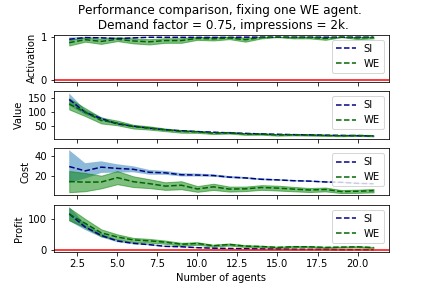 Performance comparison, fixing one WE agent.
Demand factor = 0.75, impressions = 2k.
Activation
1
0
SI
WE
Value
150
100
50
SI
WE
Cost
40
20
SI
WE
Profit
100
0
SI
WE
2.5 5.0 7.5 10.0 12.5 15.0 17.5 20.0
Number of agents